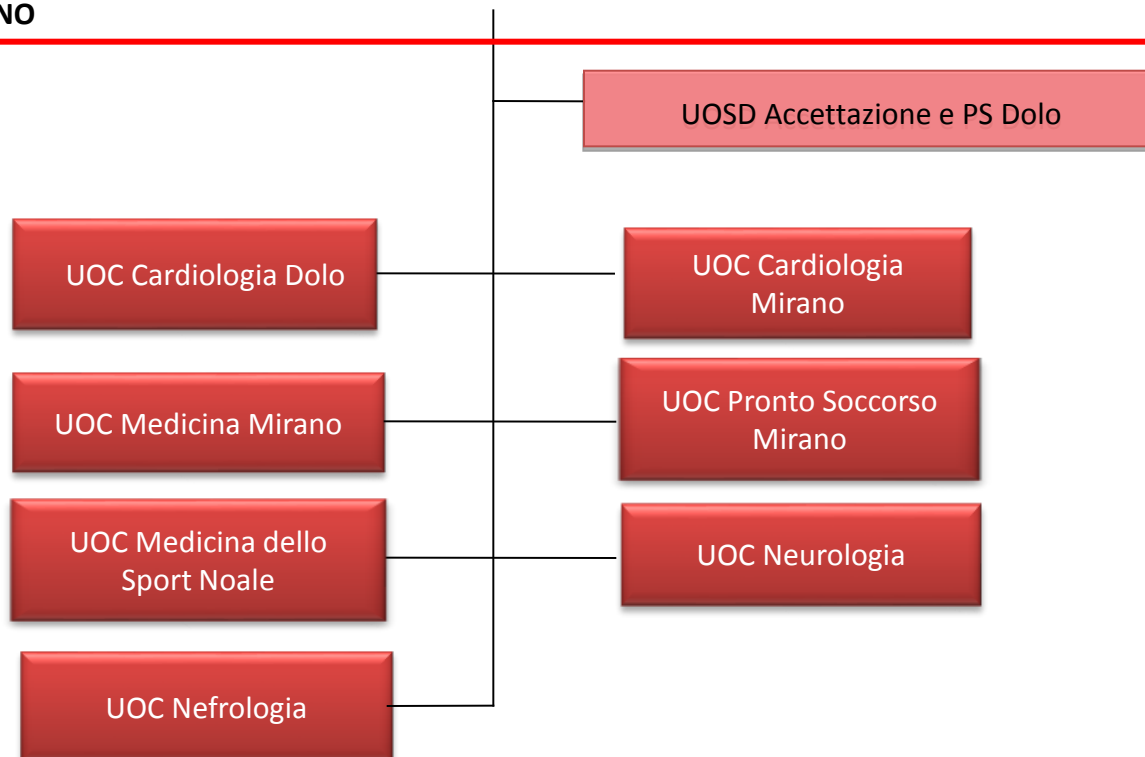 NO
UOSD Accettazione e PS Dolo
UOC Cardiologia Dolo
UOC Cardiologia
Mirano
UOC Medicina Mirano
UOC Pronto Soccorso
Mirano
UOC Medicina dello
Sport Noale
UOC Neurologia
UOC Nefrologia